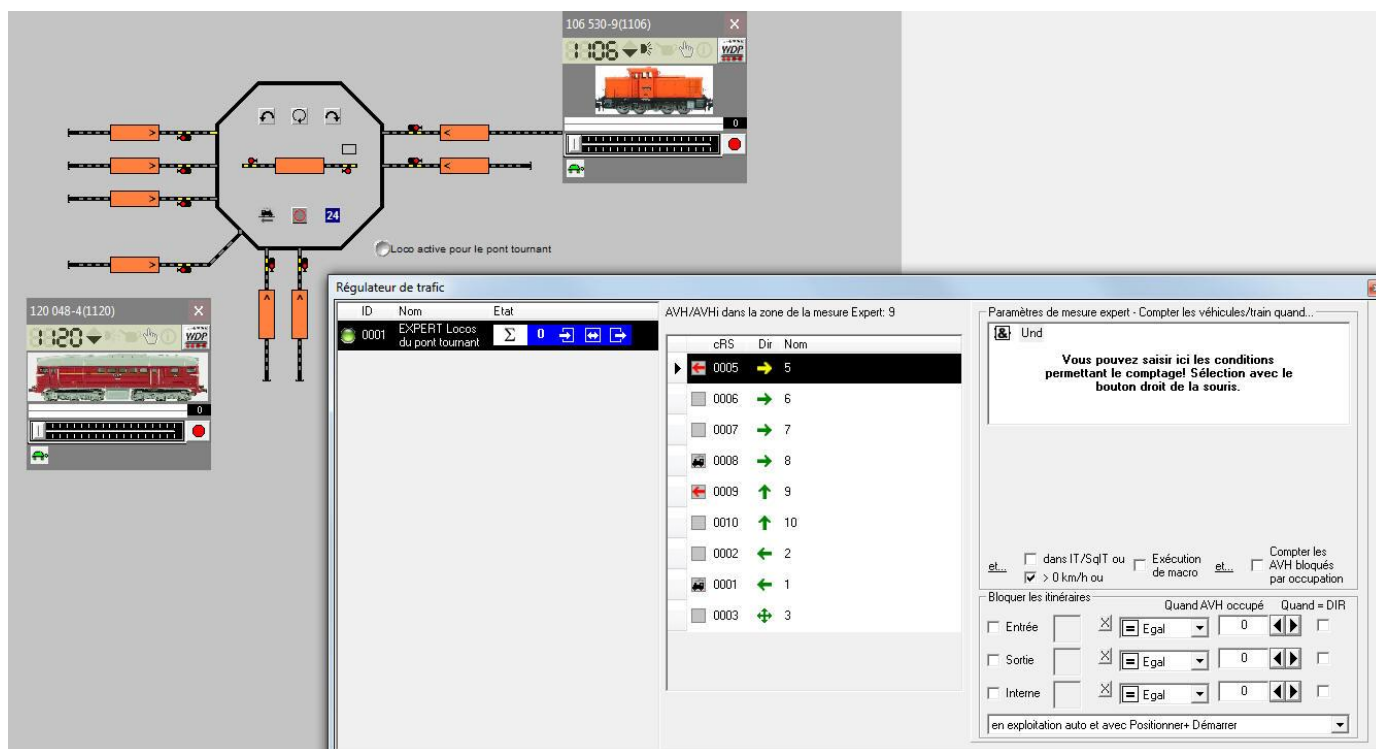 106 530-9(1106)
1106
WDP
0
24
Loco active pour le pont tournant
120 048-4(1120)
1120
WDP
0
Régulateur de trafic
ID Nom Etat
0001 EXPERT Locos
du pont tournant
Σ 0
AVH/AVHi dans la zone de la mesure Expert: 9
cRS Dir Nom
0005 5
0006 6
0007 7
0008 8
0009 9
0010 10
0002 2
0001 1
0003 3
Paramètres de mesure expert - Compter les véhicules/train quand...
& Und
Vous pouvez saisir ici les conditions
permettant le comptage! Sélection avec le
bouton droit de la souris.
et...
dans IT/SqIT ou
> 0 km/h ou
Exécution
de macro
et...
Compter les
AVH bloqués
par occupation
Bloquer les itinéraires
Quand AVH occupé Quand = DIR
Entrée X = Egal 0
Sortie X = Egal 0
Interne X = Egal 0
en exploitation auto et avec Positionner+ Démarrer